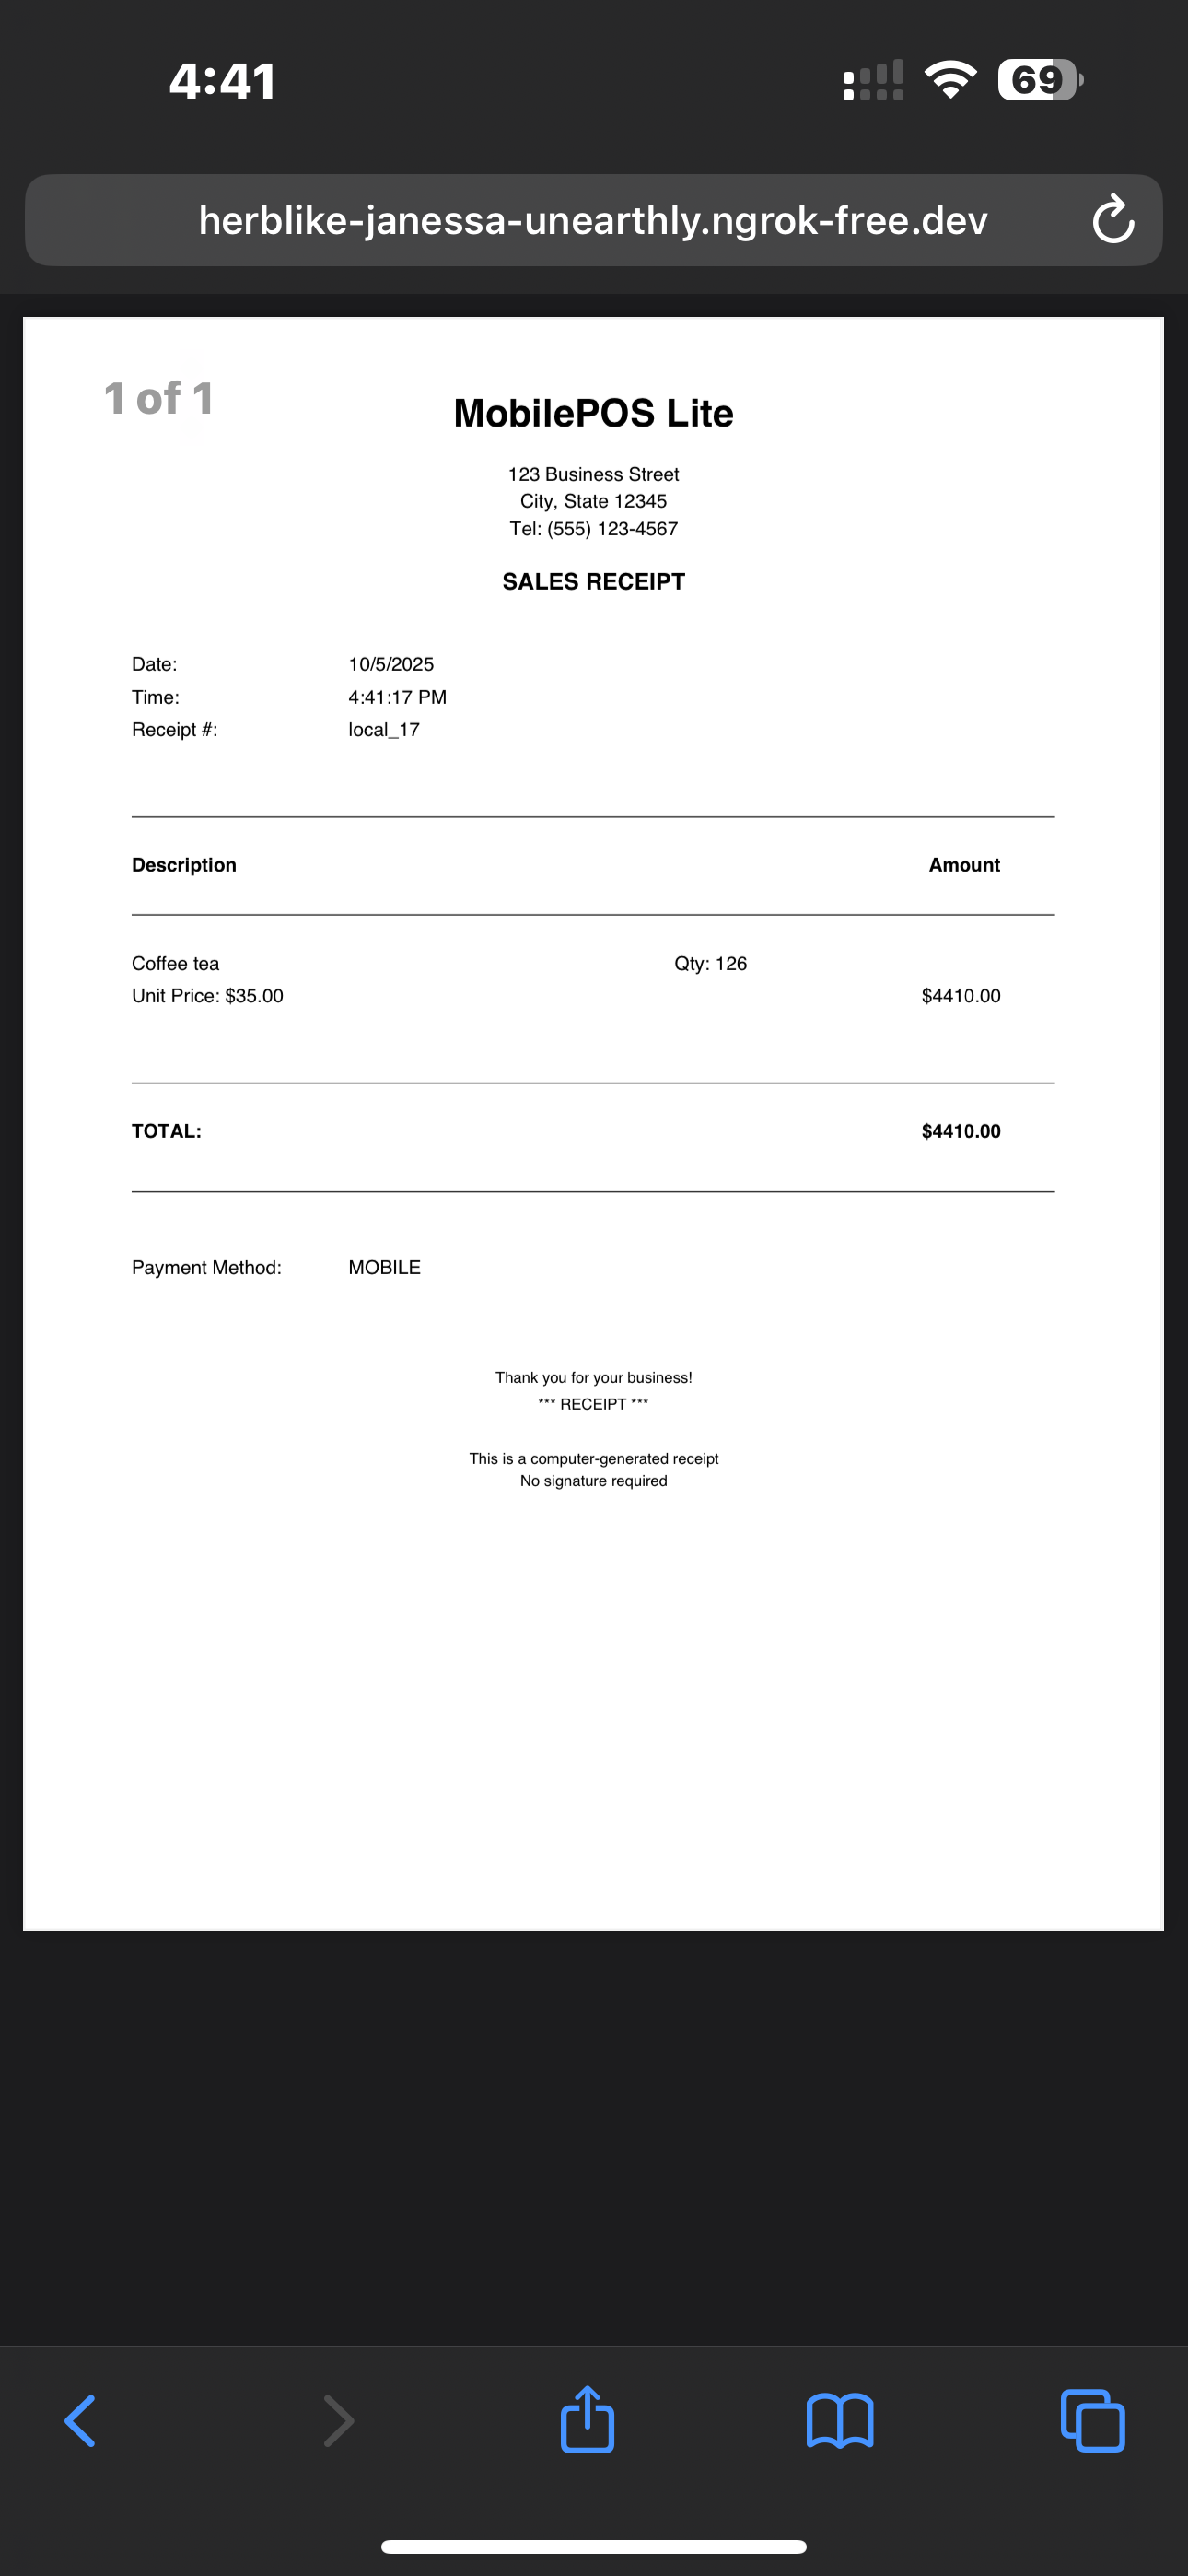 4:41
69
herblike-janessa-unearthly.ngrok-free.dev
1 of 1
MobilePOS Lite
123 Business Street
City, State 12345
Tel: (555) 123-4567
SALES RECEIPT
Date: 10/5/2025
Time: 4:41:17 PM
Receipt #: local_17
Description Amount
Coffee tea Qty: 126
Unit Price: $35.00 $4410.00
TOTAL: $4410.00
Payment Method: MOBILE
Thank you for your business!
*** RECEIPT ***
This is a computer-generated receipt
No signature required